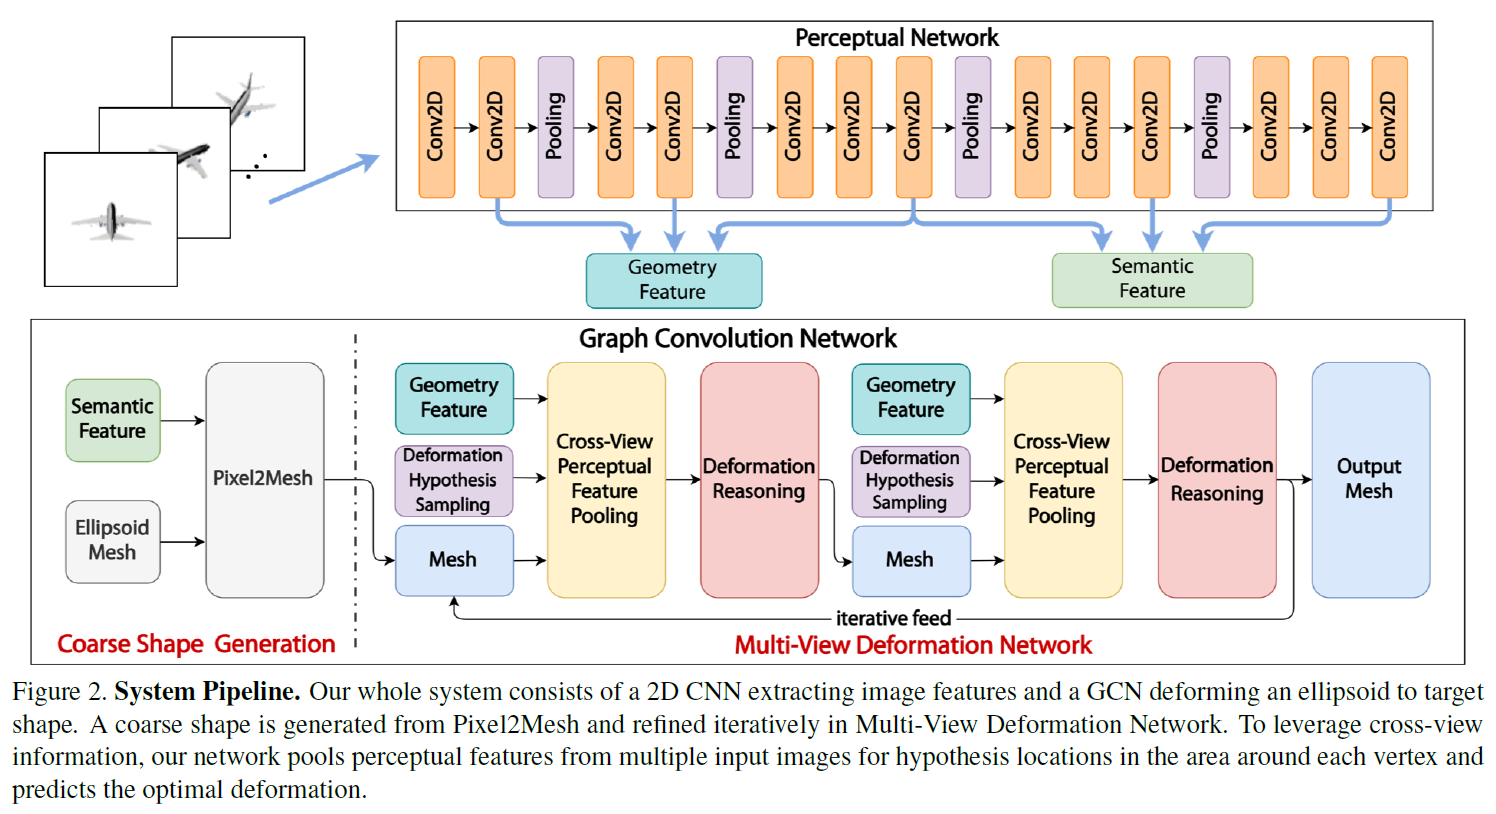 Perceptual Network
Conv2D
Conv2D
Pooling
Conv2D
Conv2D
Pooling
Conv2D
Conv2D
Conv2D
Pooling
Conv2D
Conv2D
Conv2D
Pooling
Conv2D
Conv2D
Conv2D
Geometry
Feature
Semantic
Feature
Graph Convolution Network
Semantic
Feature
Ellipsoid
Mesh
Pixel2Mesh
Geometry
Feature
Deformation
Hypothesis
Sampling
Mesh
Cross-View
Perceptual
Feature
Pooling
Deformation
Reasoning
Geometry
Feature
Deformation
Hypothesis
Sampling
Mesh
Cross-View
Perceptual
Feature
Pooling
Deformation
Reasoning
Output
Mesh
iterative feed
Coarse Shape Generation
Multi-View Deformation Network
Figure 2. System Pipeline. Our whole system consists of a 2D CNN extracting image features and a GCN deforming an ellipsoid to target
shape. A coarse shape is generated from Pixel2Mesh and refined iteratively in Multi-View Deformation Network. To leverage cross-view
information, our network pools perceptual features from multiple input images for hypothesis locations in the area around each vertex and
predicts the optimal deformation.